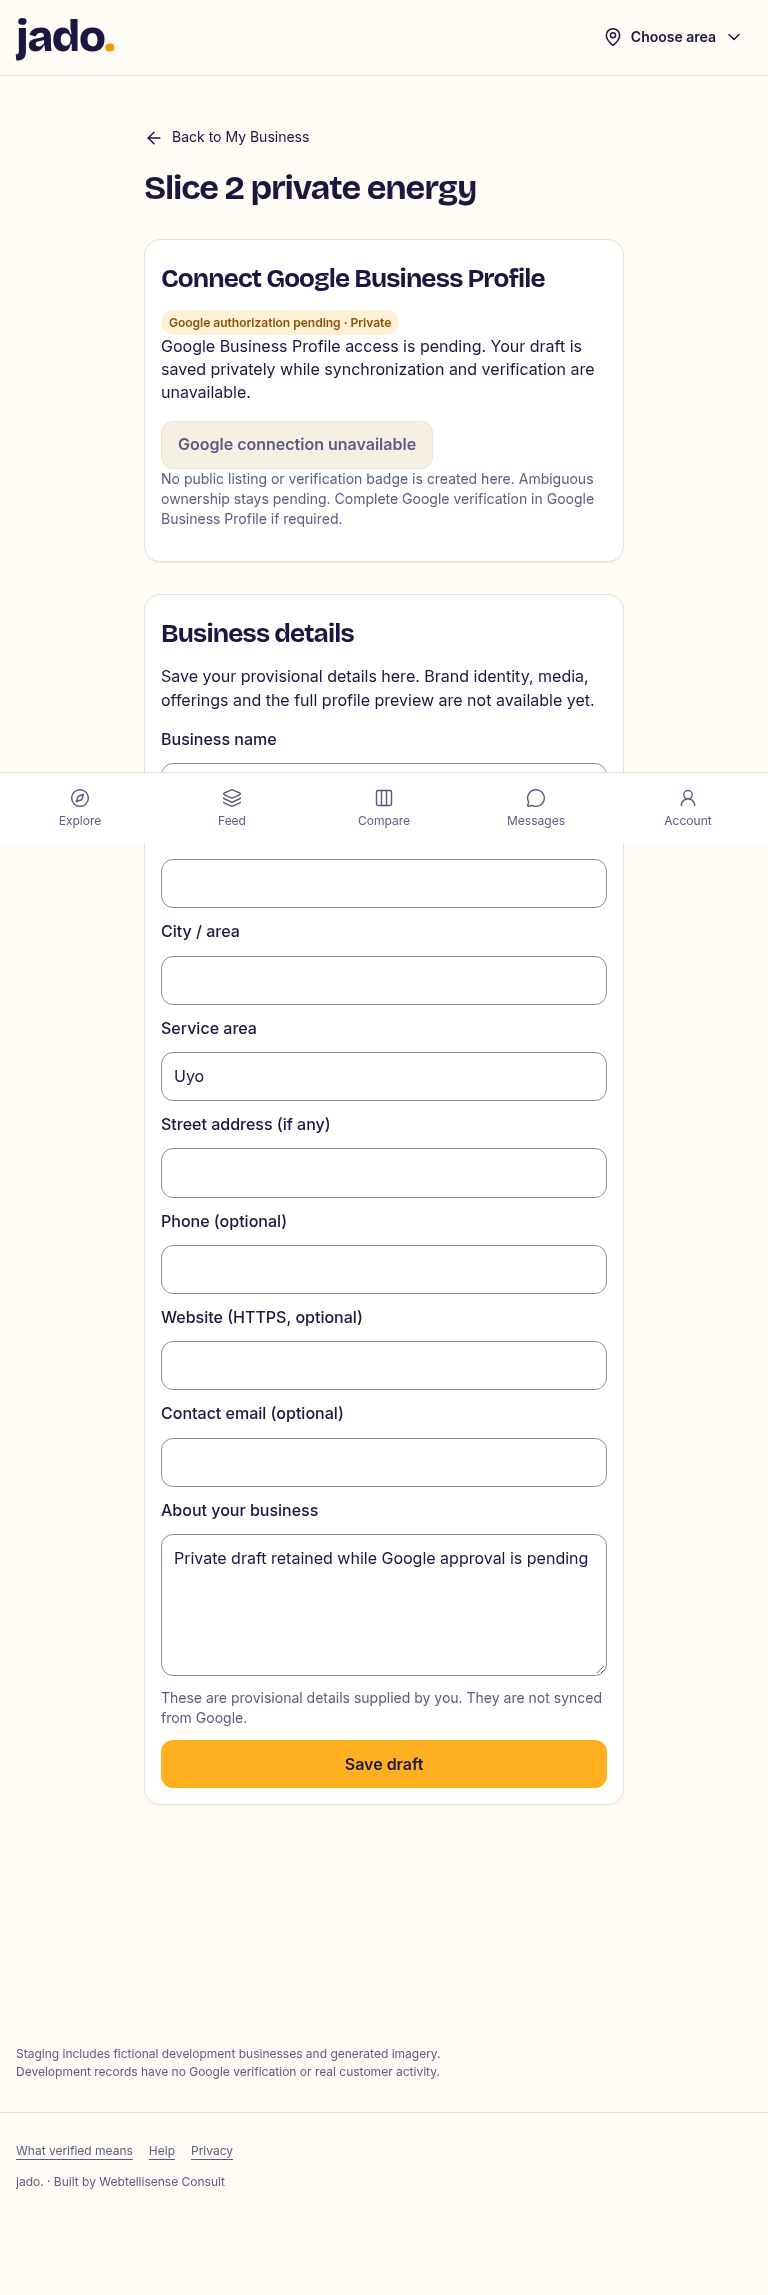 jado.
Choose area
Back to My Business
Slice 2 private energy
Connect Google Business Profile
Google authorization pending · Private
Google Business Profile access is pending. Your draft is
saved privately while synchronization and verification are
unavailable.
Google connection unavailable
No public listing or verification badge is created here. Ambiguous
ownership stays pending. Complete Google verification in Google
Business Profile if required.
Business details
Save your provisional details here. Brand identity, media,
offerings and the full profile preview are not available yet.
Business name
Explore
Feed
Compare
Messages
Account
City / area
Service area
Uyo
Street address (if any)
Phone (optional)
Website (HTTPS, optional)
Contact email (optional)
About your business
Private draft retained while Google approval is pending
These are provisional details supplied by you. They are not synced
from Google.
Save draft
Staging includes fictional development businesses and generated imagery.
Development records have no Google verification or real customer activity.
What verified means
Help
Privacy
jado. · Built by Webtellisense Consult